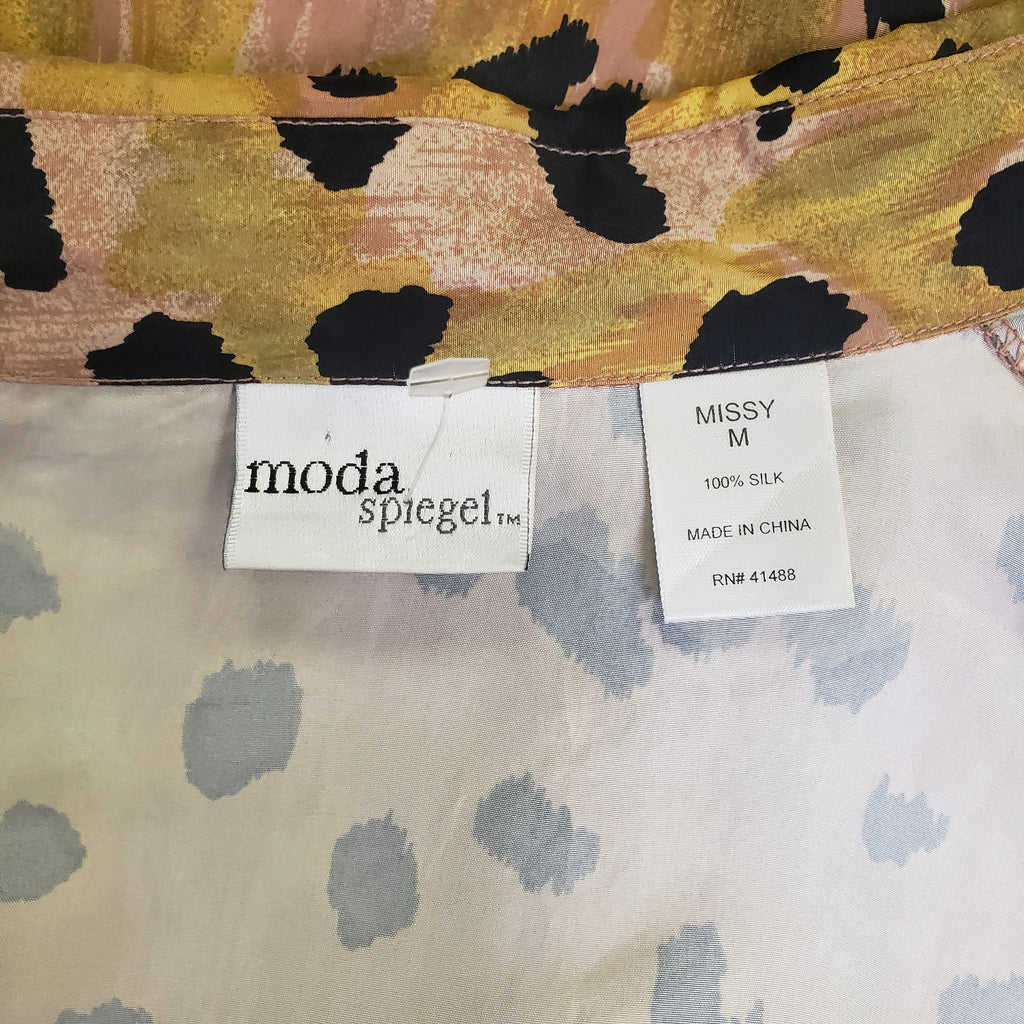 moda
spiegel™
MISSY
M
100% SILK
MADE IN CHINA
RN# 41488